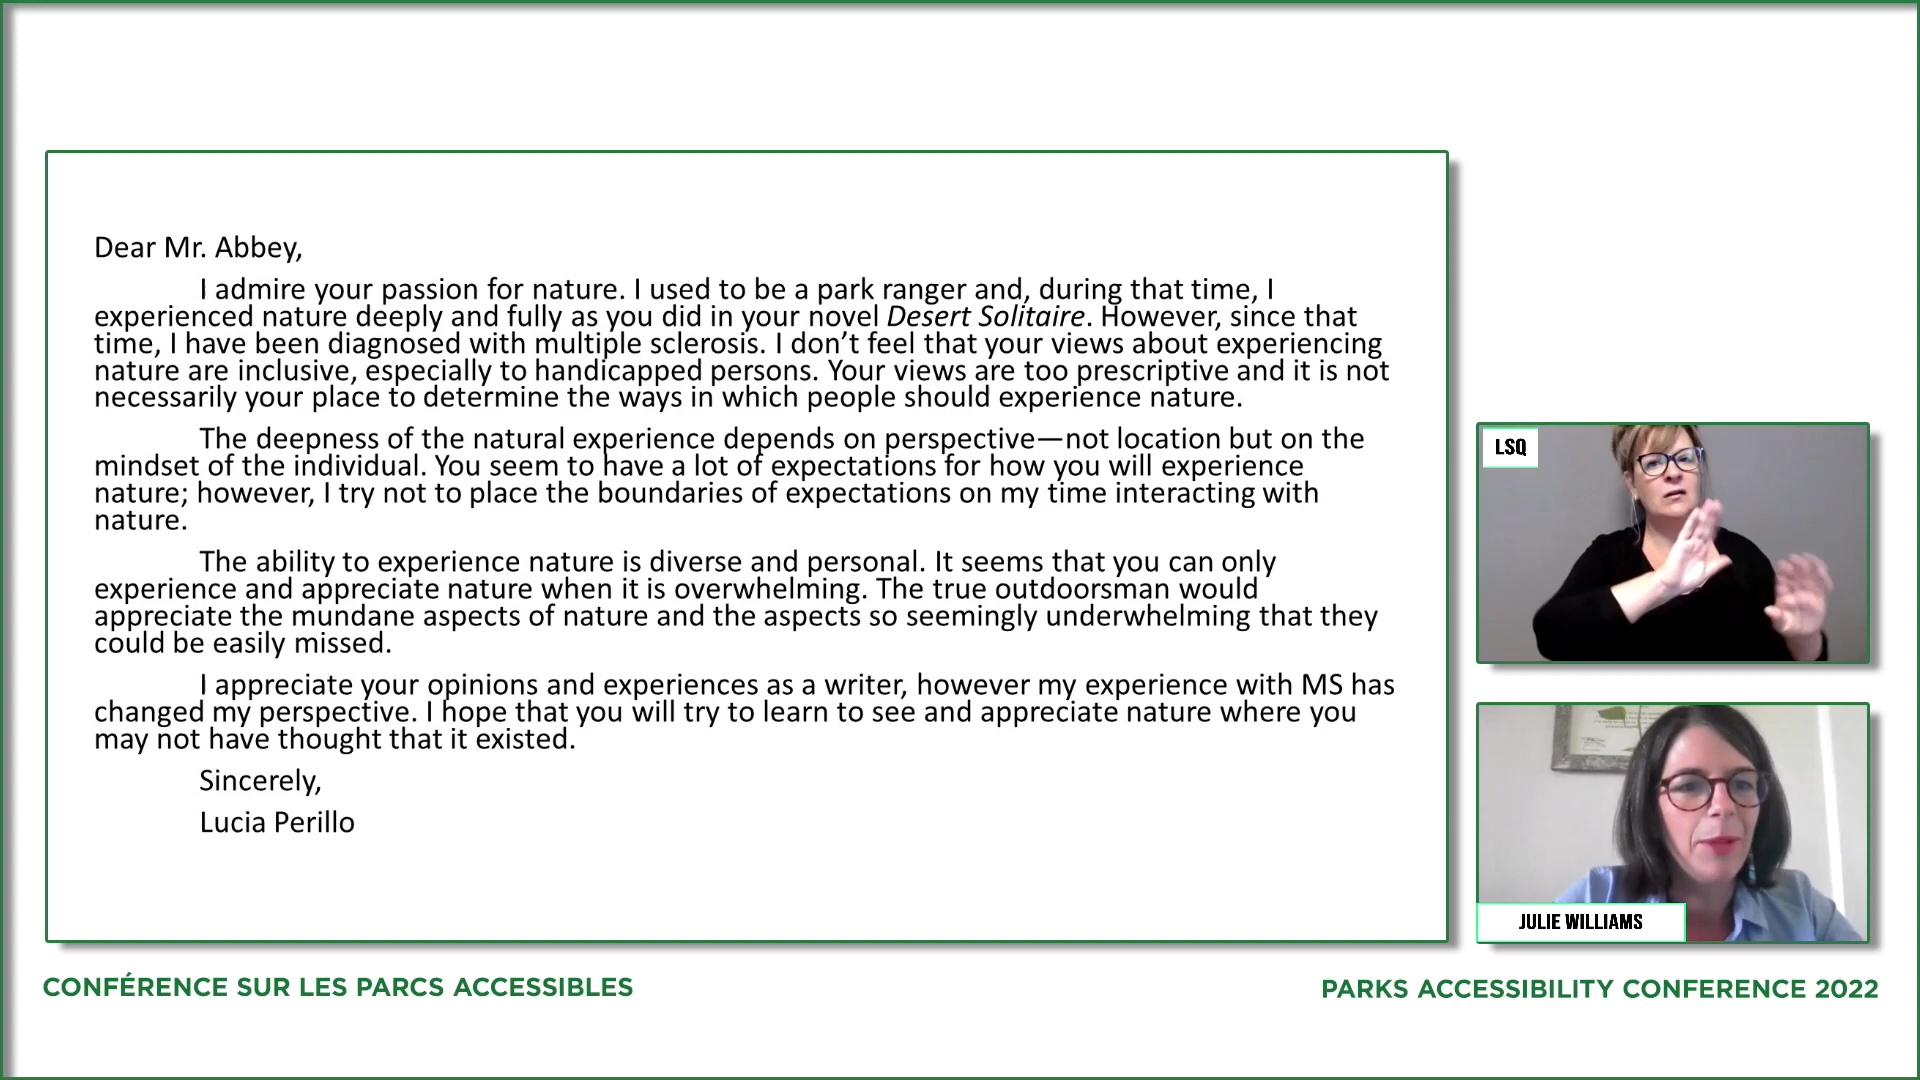 Dear Mr. Abbey,
I admire your passion for nature. I used to be a park ranger and, during that time, I
experienced nature deeply and fully as you did in your novel Desert Solitaire. However, since that
time, I have been diagnosed with multiple sclerosis. I don’t feel that your views about experiencing
nature are inclusive, especially to handicapped persons. Your views are too prescriptive and it is not
necessarily your place to determine the ways in which people should experience nature.
The deepness of the natural experience depends on perspective—not location but on the
mindset of the individual. You seem to have a lot of expectations for how you will experience
nature; however, I try not to place the boundaries of expectations on my time interacting with
nature.
The ability to experience nature is diverse and personal. It seems that you can only
experience and appreciate nature when it is overwhelming. The true outdoorsman would
appreciate the mundane aspects of nature and the aspects so seemingly underwhelming that they
could be easily missed.
I appreciate your opinions and experiences as a writer, however my experience with MS has
changed my perspective. I hope that you will try to learn to see and appreciate nature where you
may not have thought that it existed.
Sincerely,
Lucia Perillo
LSQ
JULIE WILLIAMS
CONFÉRENCE SUR LES PARCS ACCESSIBLES
PARKS ACCESSIBILITY CONFERENCE 2022